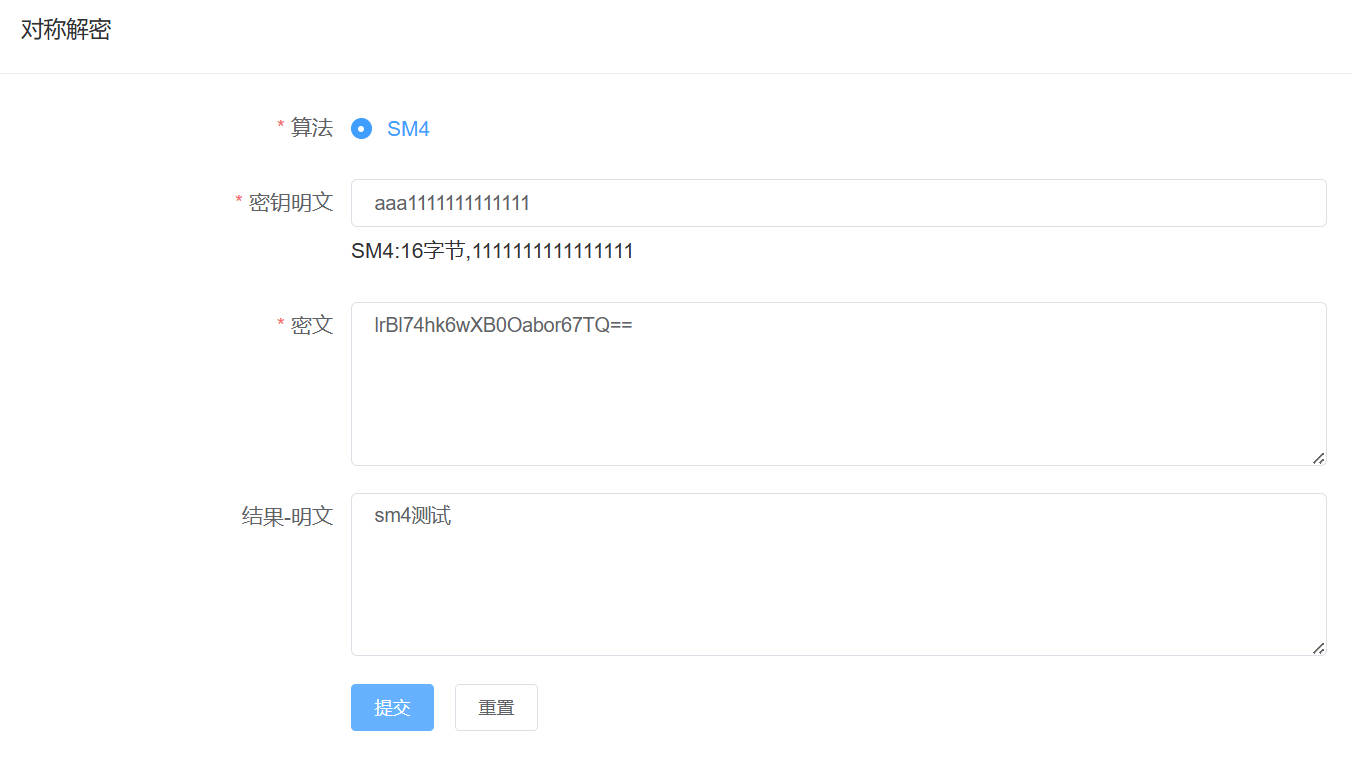 对称解密
* 算法 SM4
* 密钥明文 aaa1111111111111
SM4:16字节,1111111111111111
* 密文 lrBl74hk6wXB0Oabor67TQ==
结果-明文 sm4测试
提交 重置